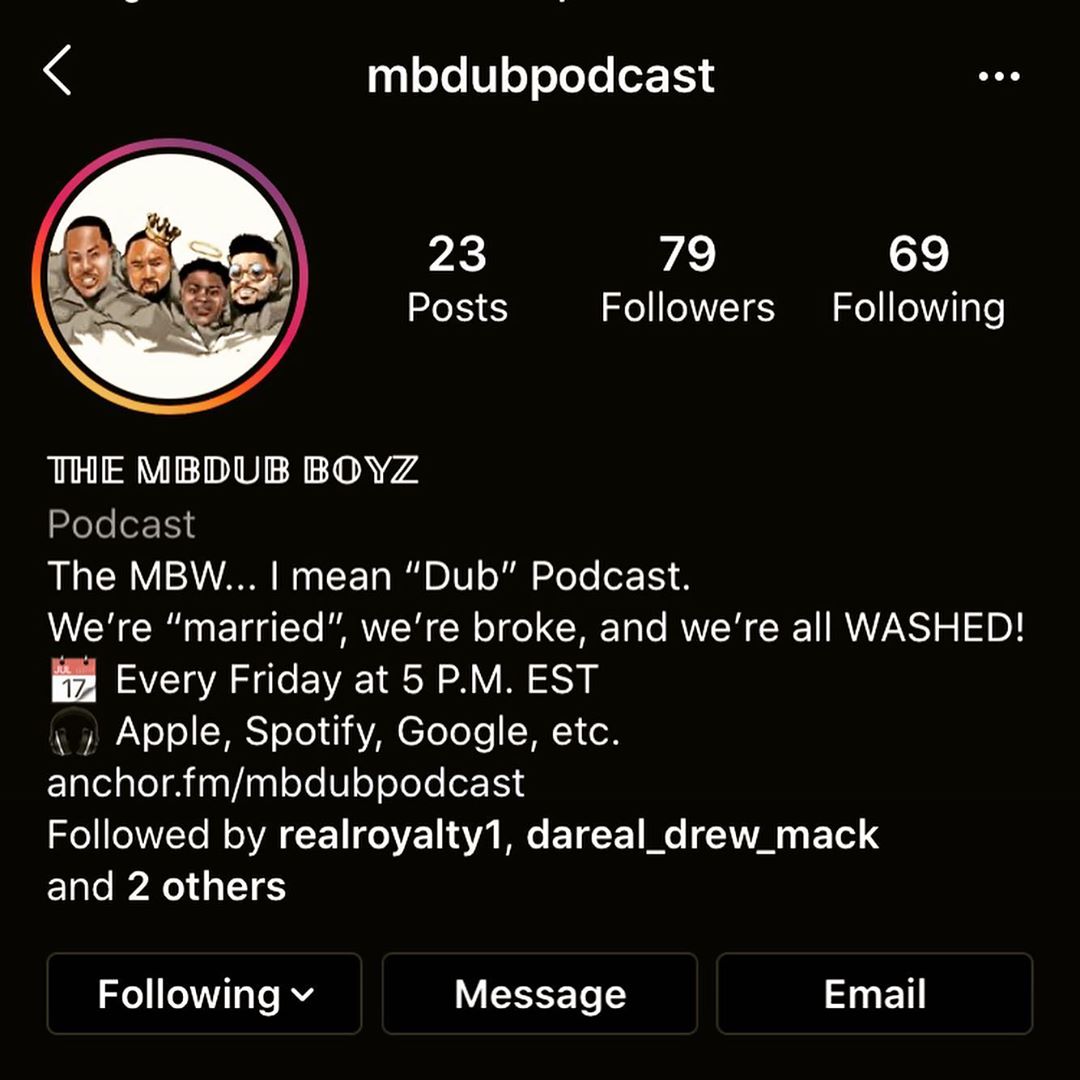 mbdubpodcast
23
Posts
79
Followers
69
Following
𝕋ℍ𝔼 𝕄𝔹𝔻𝕌𝔹 𝔹𝕆𝕐ℤ
Podcast
The MBW... I mean “Dub” Podcast.
We’re “married”, we’re broke, and we’re all WASHED!
JUL 17 Every Friday at 5 P.M. EST
Apple, Spotify, Google, etc.
anchor.fm/mbdubpodcast
Followed by realroyalty1, dareal_drew_mack
and 2 others
Following
Message
Email